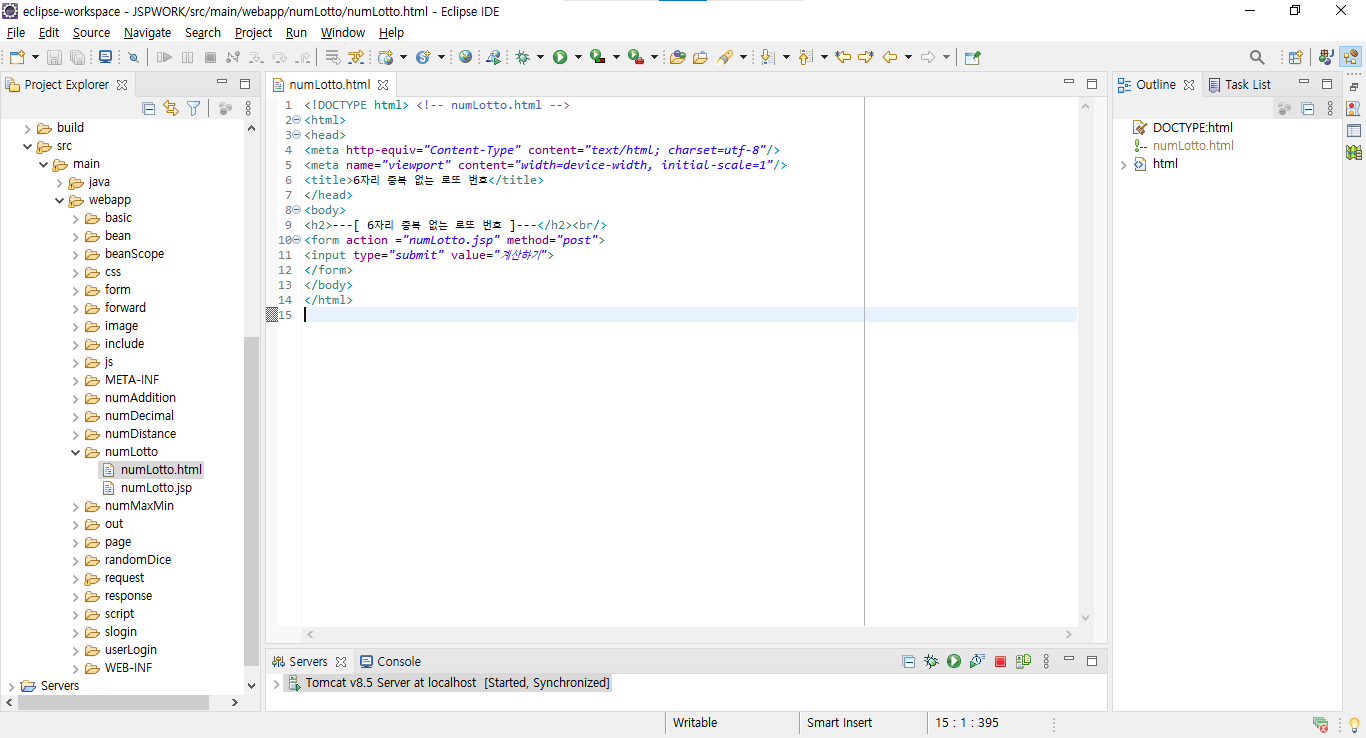 eclipse-workspace - JSPWORK/src/main/webapp/numLotto/numLotto.html - Eclipse IDE
File Edit Source Navigate Search Project Run Window Help
Project Explorer
build
src
main
java
webapp
basic
bean
beanScope
css
form
forward
image
include
js
META-INF
numAddition
numDecimal
numDistance
numLotto
numLotto.html
numLotto.jsp
numMaxMin
out
page
randomDice
request
response
script
slogin
userLogin
WEB-INF
Servers
numLotto.html
1 <!DOCTYPE html> <!-- numLotto.html -->
2 <html>
3 <head>
4 <meta http-equiv="Content-Type" content="text/html; charset=utf-8"/>
5 <meta name="viewport" content="width=device-width, initial-scale=1"/>
6 <title>6자리 중복 없는 로또 번호</title>
7 </head>
8 <body>
9 <h2>---[ 6자리 중복 없는 로또 번호 ]---</h2><br/>
10 <form action ="numLotto.jsp" method="post">
11 <input type="submit" value="계산하기">
12 </form>
13 </body>
14 </html>
15
Servers Console
Tomcat v8.5 Server at localhost [Started, Synchronized]
Outline Task List
DOCTYPE:html
numLotto.html
html
Writable Smart Insert 15 : 1 : 395